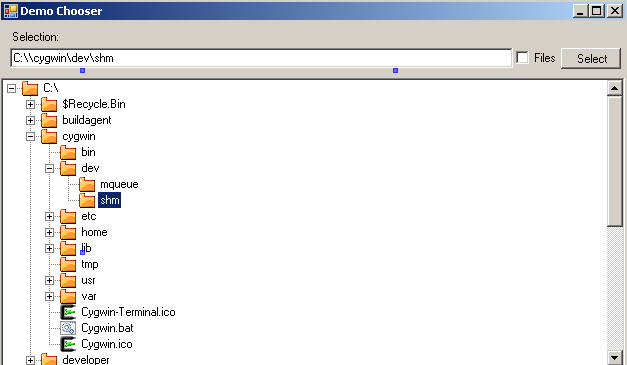 Demo Chooser
Selection:
C:\\cygwin\dev\shm
Files
Select
C:\
$Recycle.Bin
buildagent
cygwin
bin
dev
mqueue
shm
etc
home
lib
tmp
usr
var
Cygwin-Terminal.ico
Cygwin.bat
Cygwin.ico
developer